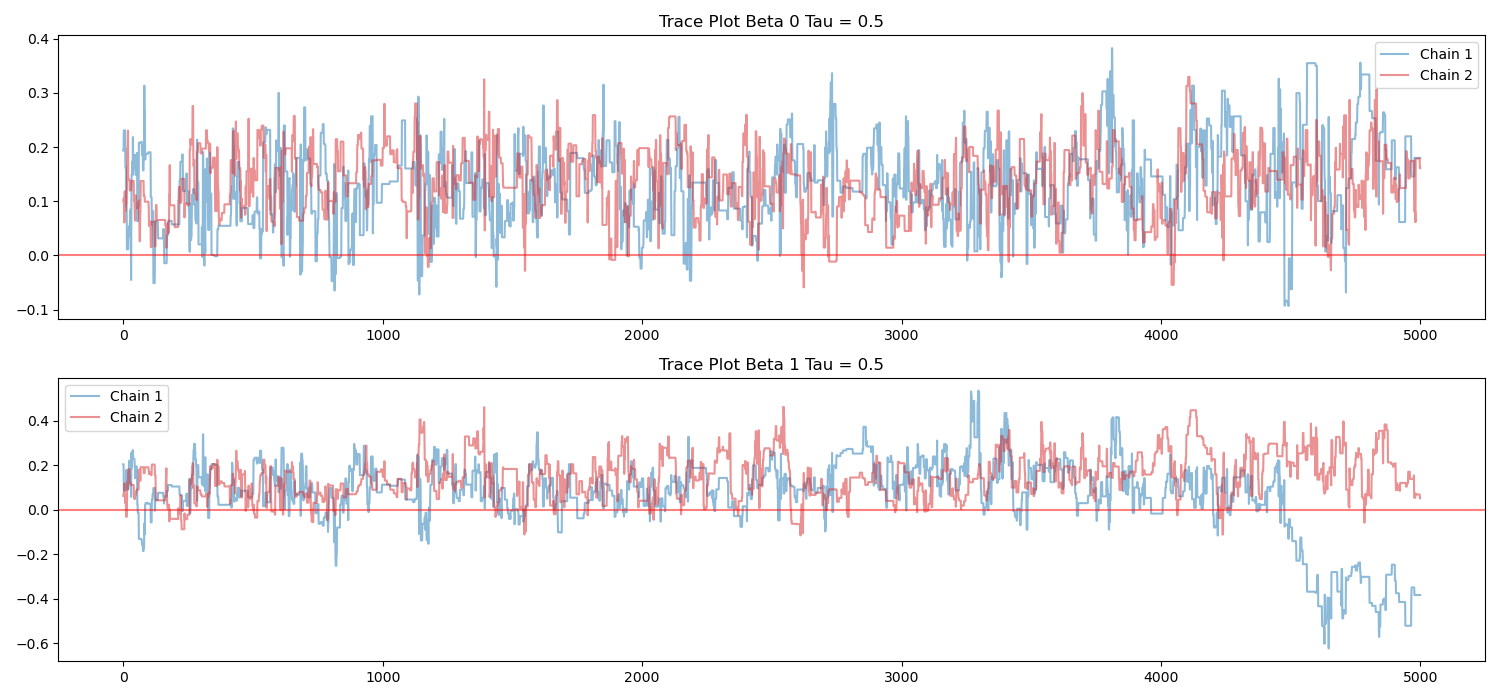 Trace Plot Beta 0 Tau = 0.5
0.4
0.3
0.2
0.1
0.0
−0.1
Chain 1
Chain 2
0 1000 2000 3000 4000 5000
Trace Plot Beta 1 Tau = 0.5
0.4
0.2
0.0
−0.2
−0.4
−0.6
Chain 1
Chain 2
0 1000 2000 3000 4000 5000